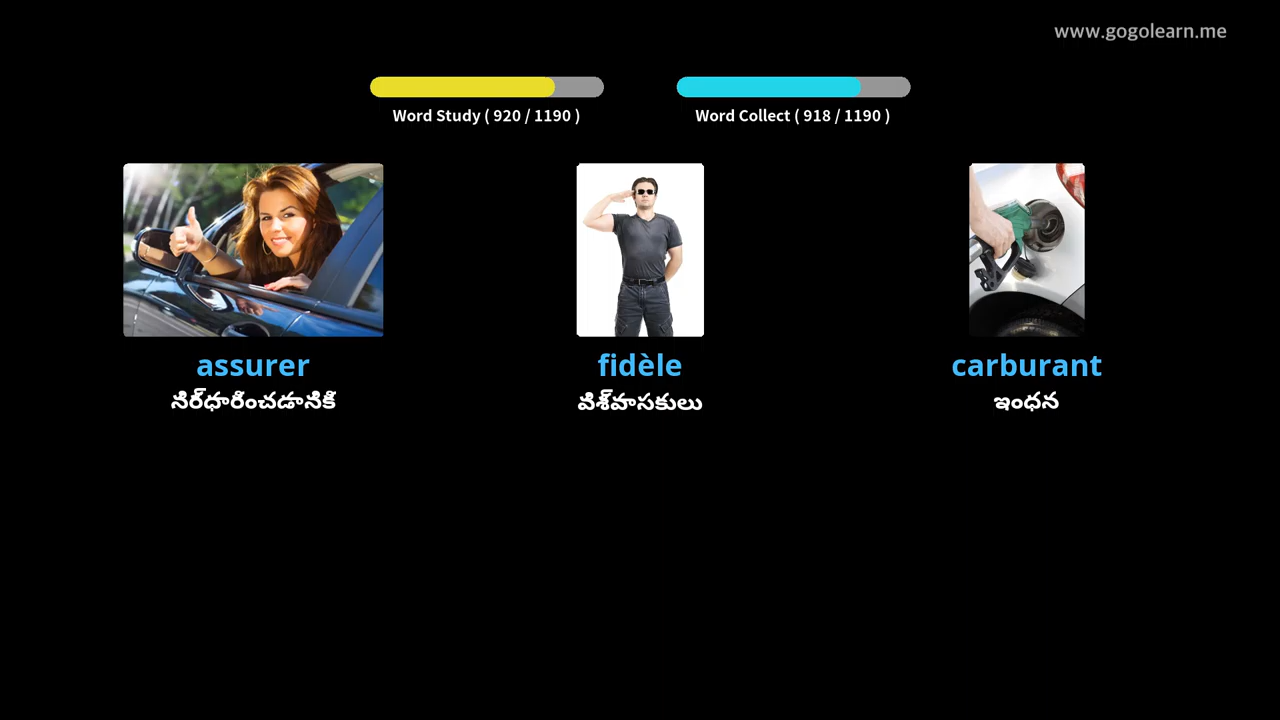 www.gogolearn.me
Word Study ( 920 / 1190 )
Word Collect ( 918 / 1190 )
assurer
నిర్ధారించడానికి
fidèle
విశ్వాసకులు
carburant
ఇంధన